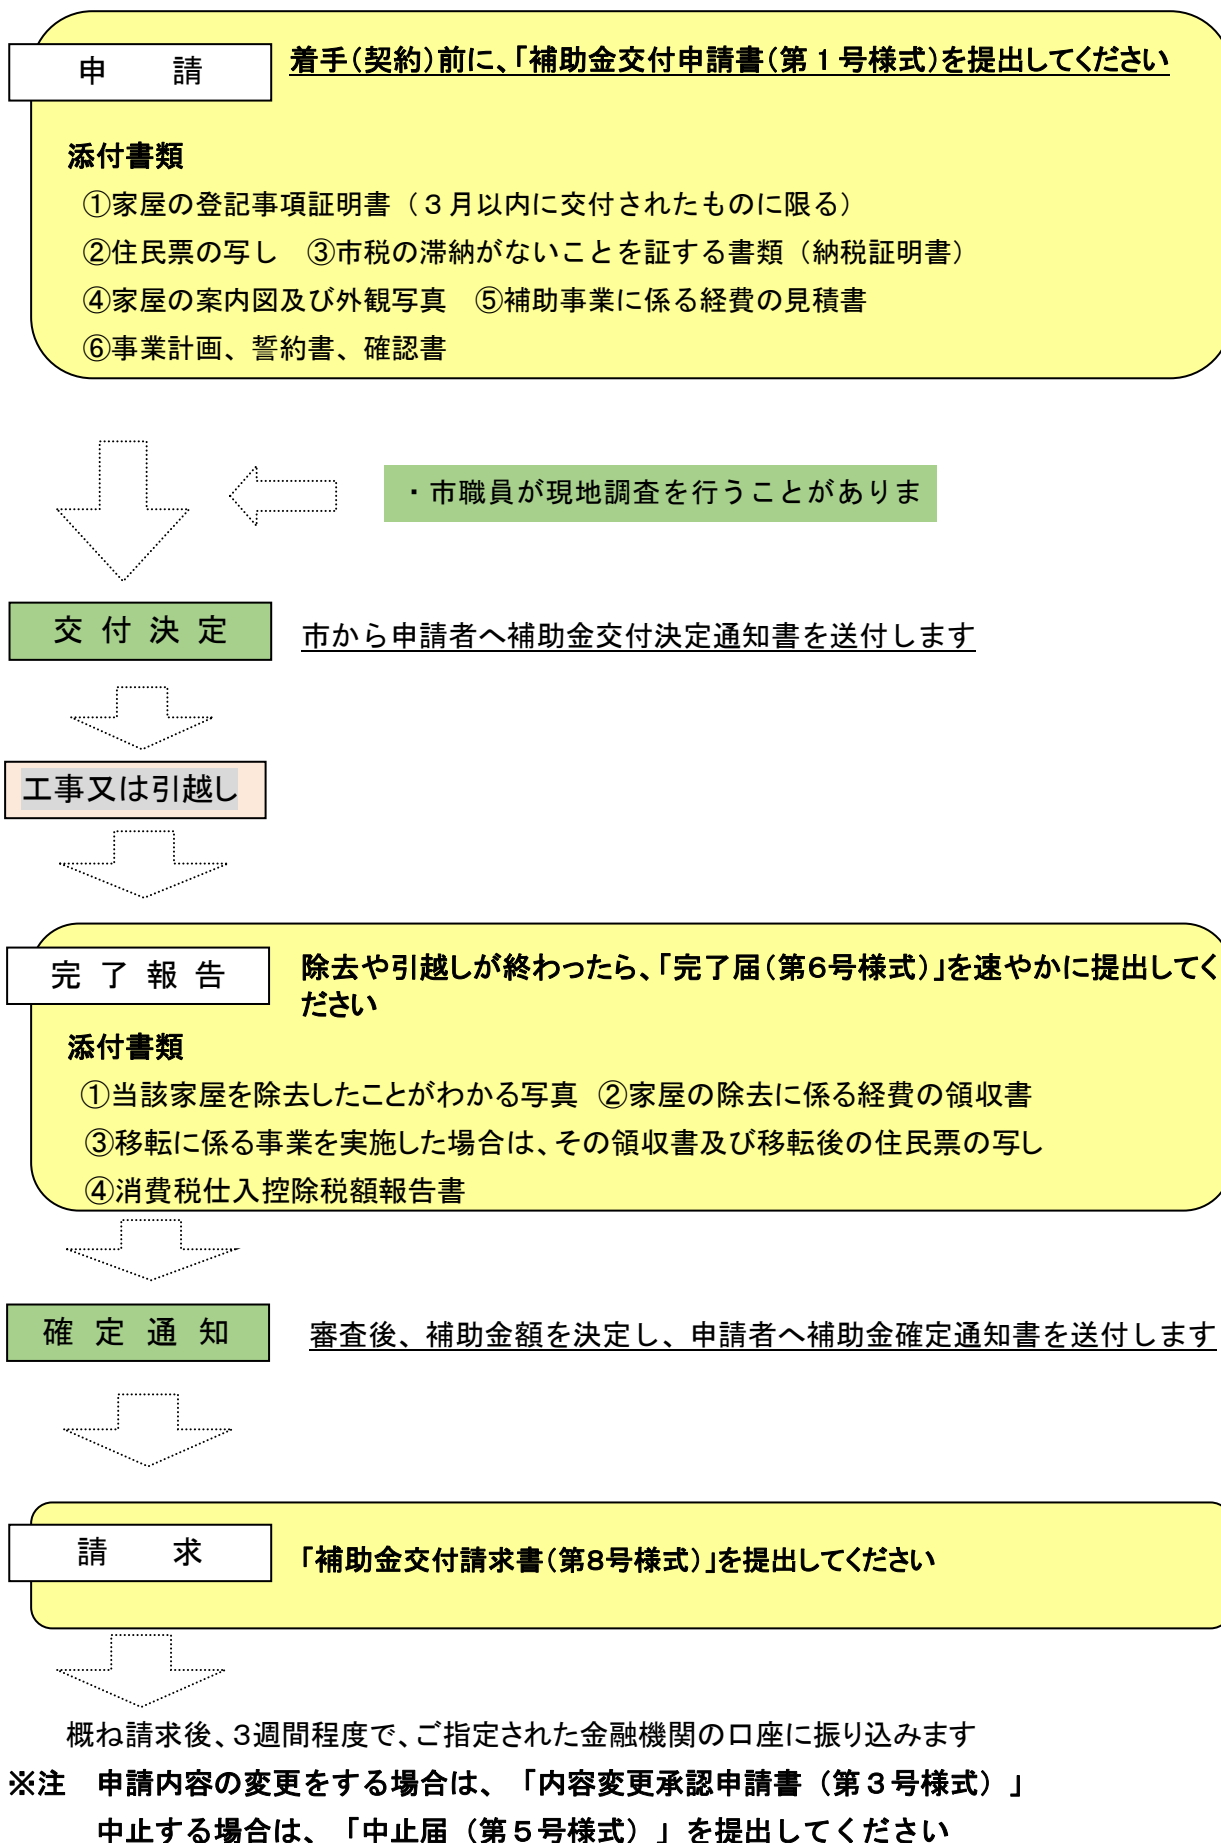 申　請
着手（契約）前に、「補助金交付申請書（第１号様式）を提出してください
添付書類
①家屋の登記事項証明書（３月以内に交付されたものに限る）
②住民票の写し　③市税の滞納がないことを証する書類（納税証明書）
④家屋の案内図及び外観写真　⑤補助事業に係る経費の見積書
⑥事業計画、誓約書、確認書
・市職員が現地調査を行うことがありま
交 付 決 定
市から申請者へ補助金交付決定通知書を送付します
工事又は引越し
完 了 報 告
除去や引越しが終わったら、「完了届（第６号様式）」を速やかに提出してく
ださい
添付書類
①当該家屋を除去したことがわかる写真　②家屋の除去に係る経費の領収書
③移転に係る事業を実施した場合は、その領収書及び移転後の住民票の写し
④消費税仕入控除税額報告書
確 定 通 知
審査後、補助金額を決定し、申請者へ補助金確定通知書を送付します
請　求
「補助金交付請求書（第８号様式）」を提出してください
概ね請求後、３週間程度で、ご指定された金融機関の口座に振り込みます
※注　申請内容の変更をする場合は、「内容変更承認申請書（第３号様式）」
中止する場合は、「中止届（第５号様式）」を提出してください